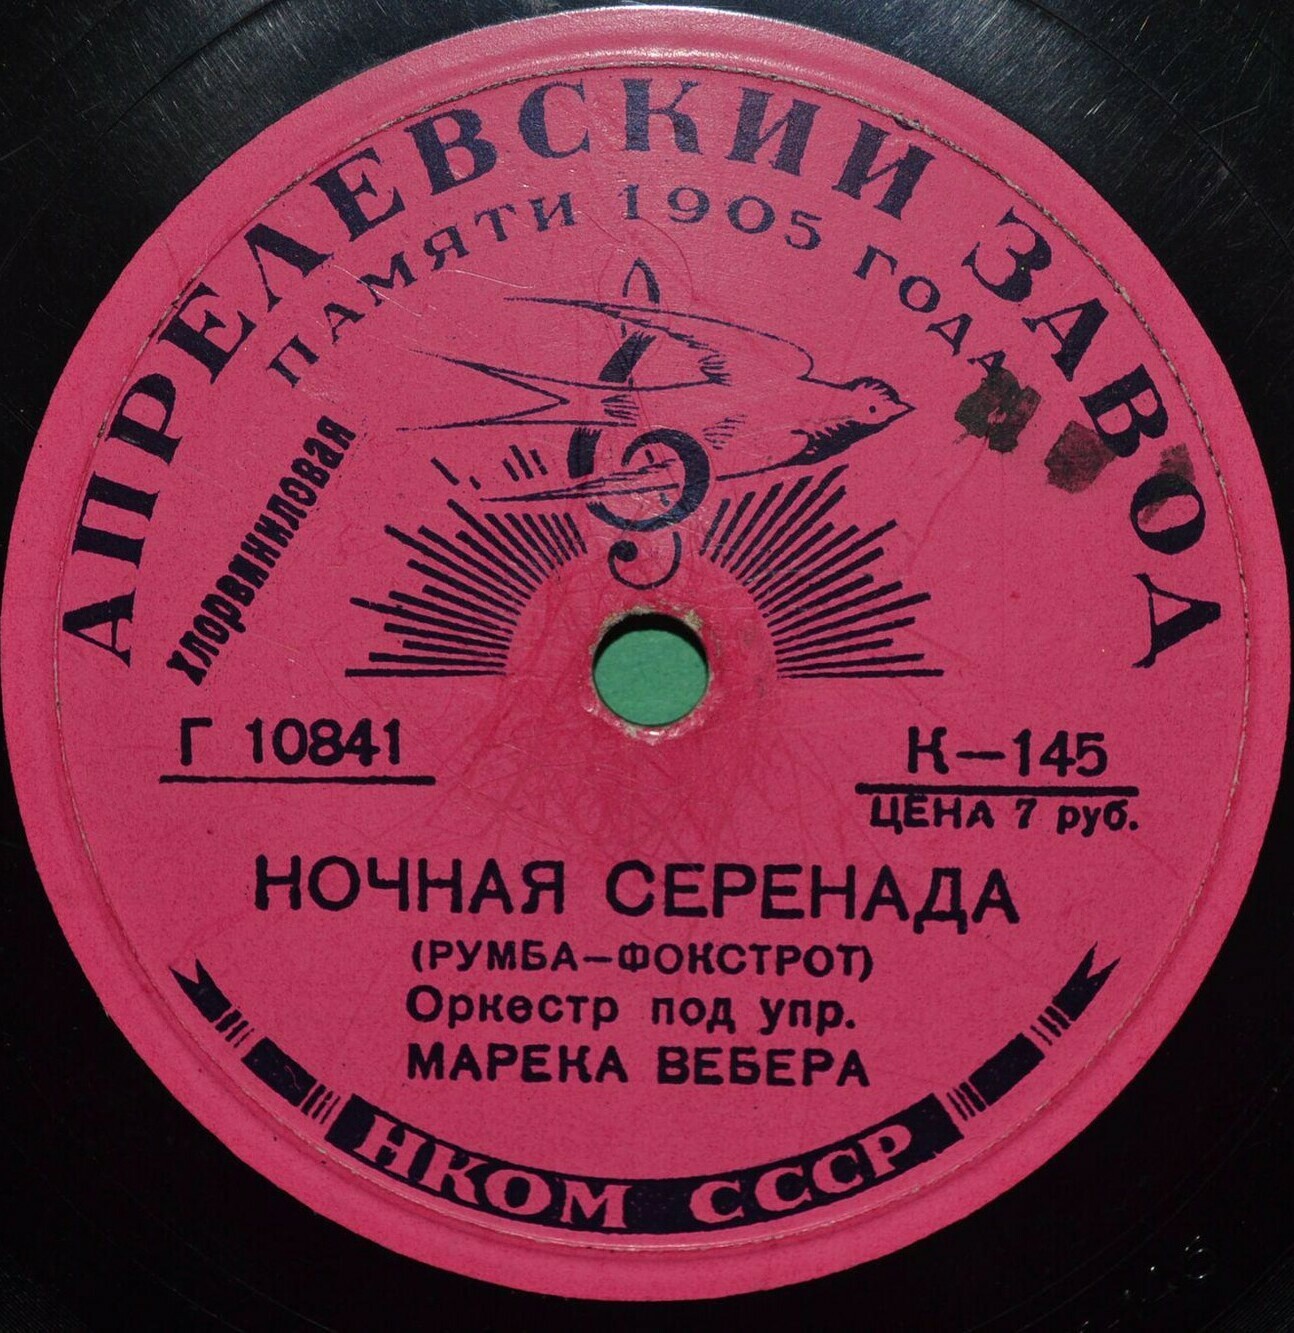 АПРЕЛЕВСКИЙ ЗАВОД
ПАМЯТИ 1905 ГОДА
хлорвиниловая
Г 10841
К—145
ЦЕНА 7 руб.
НОЧНАЯ СЕРЕНАДА
(РУМБА—ФОКСТРОТ)
Оркестр под упр.
МАРЕКА ВЕБЕРА
НКОМ СССР